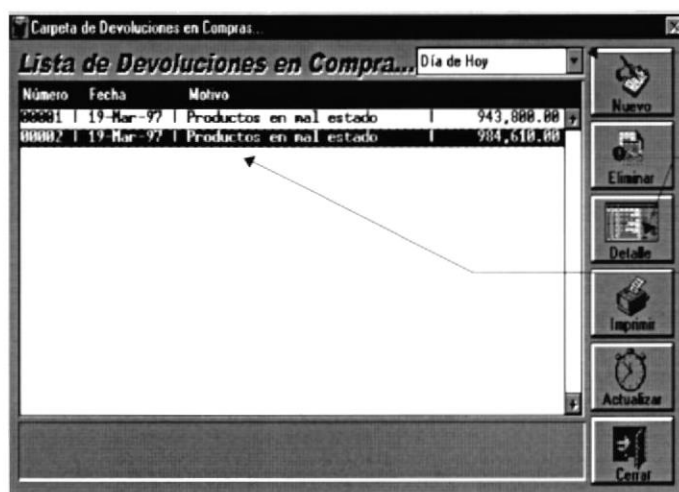 Carpeta de Devoluciones en Compras...
Lista de Devoluciones en Compra... Día de Hoy
Número Fecha Motivo
00001 | 19-Mar-97 | Productos en mal estado | 943,800.00
00002 | 19-Mar-97 | Productos en mal estado | 984,610.00
Nuevo
Eliminar
Detalle
Imprimir
Actualizar
Cerrar